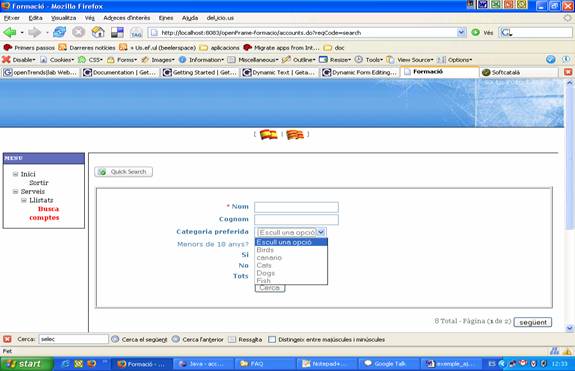 Formació - Mozilla Firefox
Fitxer Edita Visualitza Vés Adreces d'interès Eines Ajuda del.icio.us
http://localhost:8083/openFrame-formacio/accounts.do?reqCode=search Vés
Primers passos Darreres notícies + Us.ef.ul (beelerspace) aplicacions Migrate apps from Int... doc
Disable Cookies CSS Forms Images Information Miscellaneous Outline Resize Tools View Source Options
openTrends|lab Web... Documentation | Get... Getting Started | Get... Dynamic Text | Geta... Dynamic Form Editing... Formació Softcatalà
[ | ]
MENU
Inici
Sortir
Serveis
Llistats
Busca comptes
Quick Search
* Nom
Cognom
Categoria preferida Escull una opció
Escull una opció
Birds
canario
Cats
Dogs
Fish
Menors de 18 anys?
Si
No
Tots
Cerca
8 Total - Pàgina (1 de 2) següent
Cerca: selec Cerca el següent Cerca l'anterior Ressalta Distingeix entre majúscules i minúscules
Fet
start 6 Firefox Formació - ... Java - acc... FAQ Notepad+... Google Talk exemple_aj... ES 12:33